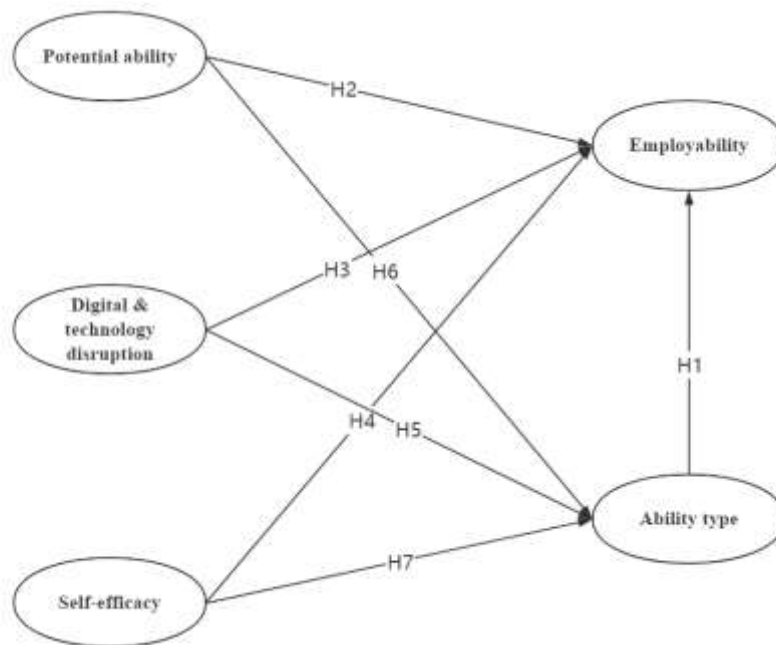 Potential ability
H2
Employability
H3
H6
Digital &
technology
disruption
H1
H4
H5
Ability type
H7
Self-efficacy